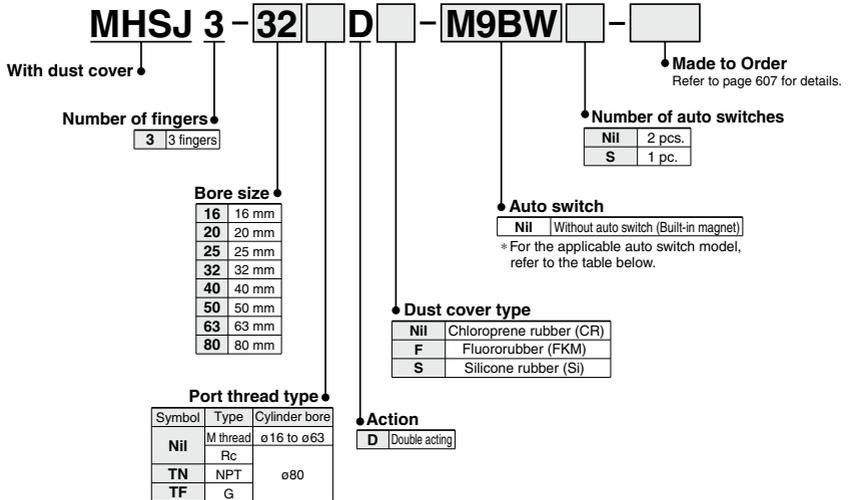 MHSJ 3 – 32 D – M9BW –
With dust cover
Made to Order
Refer to page 607 for details.
Number of fingers
3 3 fingers
Number of auto switches
Nil 2 pcs.
S 1 pc.
Bore size
16 16 mm
20 20 mm
25 25 mm
32 32 mm
40 40 mm
50 50 mm
63 63 mm
80 80 mm
Auto switch
Nil Without auto switch (Built-in magnet)
* For the applicable auto switch model,
refer to the table below.
Dust cover type
Nil Chloroprene rubber (CR)
F Fluororubber (FKM)
S Silicone rubber (Si)
Port thread type
Symbol Type Cylinder bore
Nil M thread ø16 to ø63
Rc
TN NPT ø80
TF G
Action
D Double acting